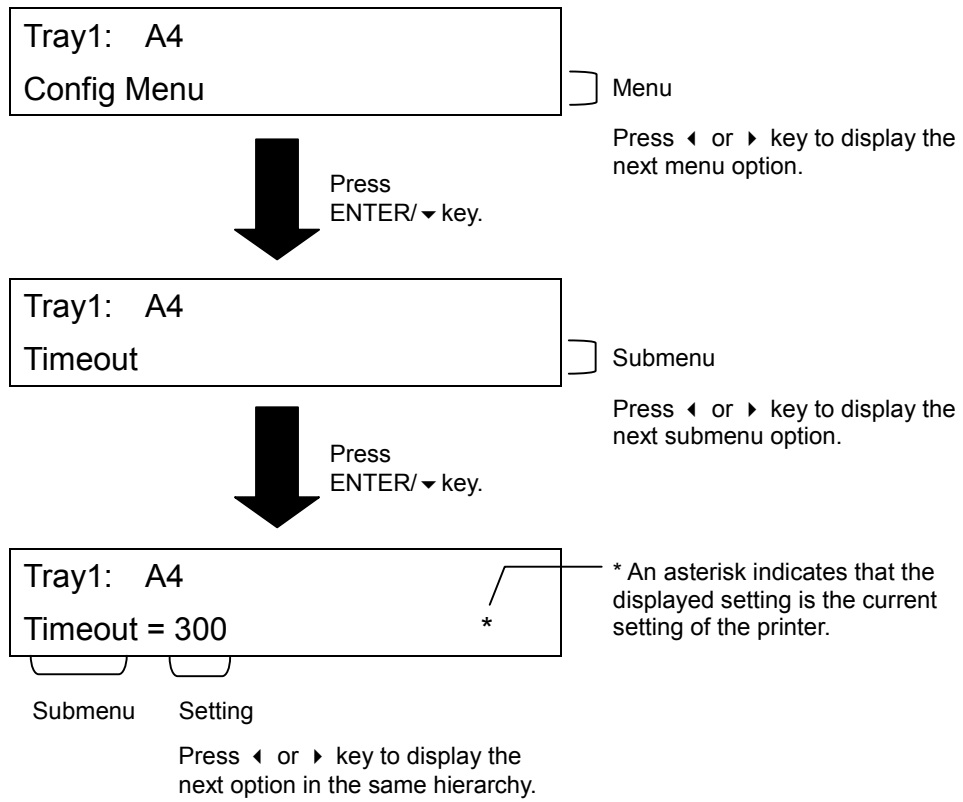 Tray1: A4
Config Menu
Menu
Press ◂ or ▸ key to display the
next menu option.
Press
ENTER/▾ key.
Tray1: A4
Timeout
Submenu
Press ◂ or ▸ key to display the
next submenu option.
Press
ENTER/▾ key.
Tray1: A4
Timeout = 300 *
* An asterisk indicates that the
displayed setting is the current
setting of the printer.
Submenu
Setting
Press ◂ or ▸ key to display the
next option in the same hierarchy.